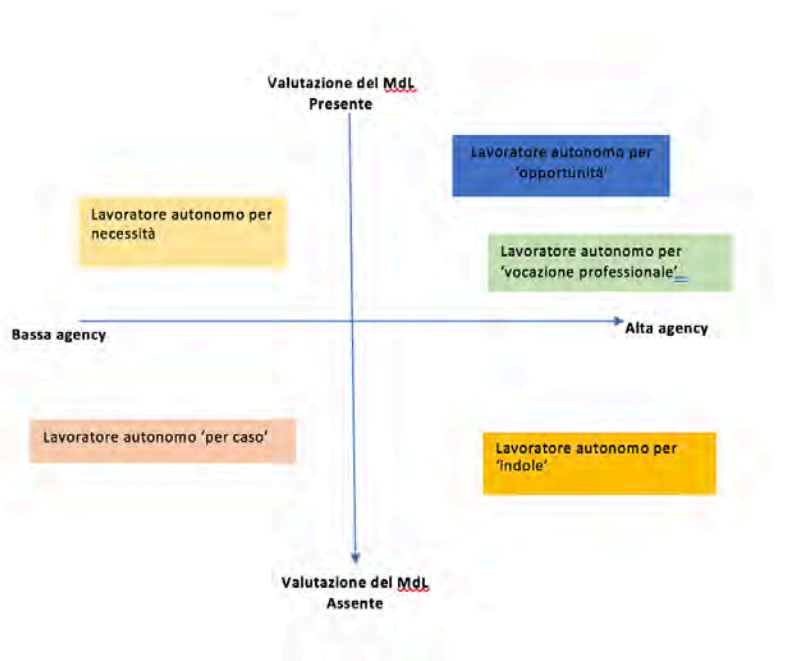 Valutazione del MdL
Presente
Lavoratore autonomo per
'opportunità'
Lavoratore autonomo per
necessità
Lavoratore autonomo per
'vocazione professionale'
Bassa agency
Alta agency
Lavoratore autonomo 'per caso'
Lavoratore autonomo per
'indole'
Valutazione del MdL
Assente